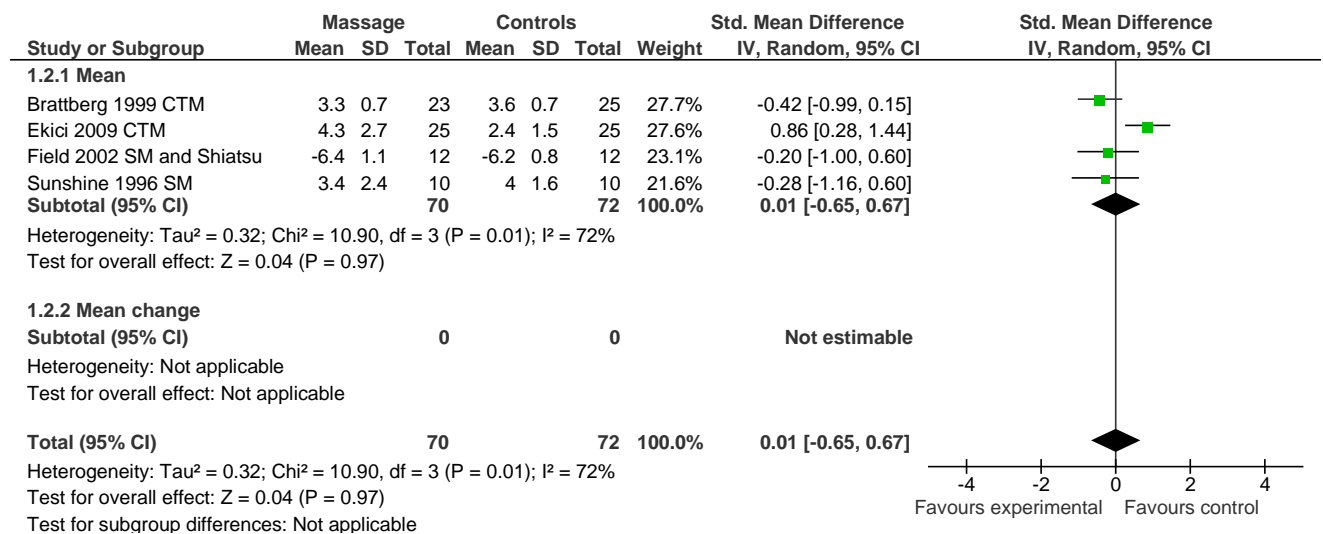 Massage Controls Std. Mean Difference Std. Mean Difference
Study or Subgroup Mean SD Total Mean SD Total Weight IV, Random, 95% CI IV, Random, 95% CI
1.2.1 Mean
Brattberg 1999 CTM 3.3 0.7 23 3.6 0.7 25 27.7% -0.42 [-0.99, 0.15]
Ekici 2009 CTM 4.3 2.7 25 2.4 1.5 25 27.6% 0.86 [0.28, 1.44]
Field 2002 SM and Shiatsu -6.4 1.1 12 -6.2 0.8 12 23.1% -0.20 [-1.00, 0.60]
Sunshine 1996 SM 3.4 2.4 10 4 1.6 10 21.6% -0.28 [-1.16, 0.60]
Subtotal (95% CI) 70 72 100.0% 0.01 [-0.65, 0.67]
Heterogeneity: Tau² = 0.32; Chi² = 10.90, df = 3 (P = 0.01); I² = 72%
Test for overall effect: Z = 0.04 (P = 0.97)
1.2.2 Mean change
Subtotal (95% CI) 0 0 Not estimable
Heterogeneity: Not applicable
Test for overall effect: Not applicable
Total (95% CI) 70 72 100.0% 0.01 [-0.65, 0.67]
Heterogeneity: Tau² = 0.32; Chi² = 10.90, df = 3 (P = 0.01); I² = 72%
Test for overall effect: Z = 0.04 (P = 0.97)
Test for subgroup differences: Not applicable
-4 -2 0 2 4
Favours experimental Favours control